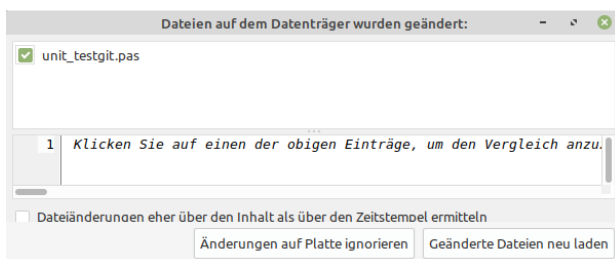 Dateien auf dem Datenträger wurden geändert:
unit_testgit.pas
1 Klicken Sie auf einen der obigen Einträge, um den Vergleich anzu.
Dateiänderungen eher über den Inhalt als über den Zeitstempel ermitteln
Änderungen auf Platte ignorieren Geänderte Dateien neu laden